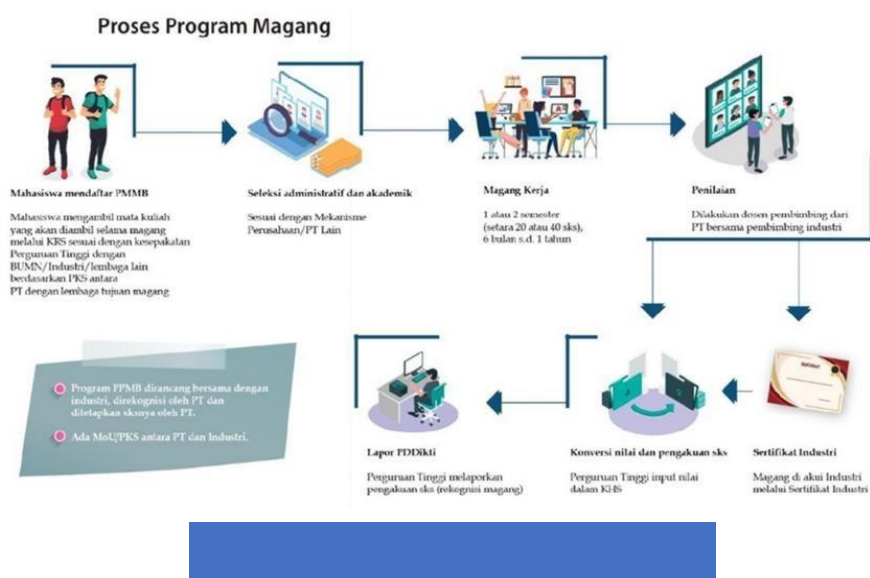 Proses Program Magang
Mahasiswa mendaftar PMMB
Mahasiswa mengambil mata kuliah
yang akan diambil selama magang
melalui KRS sesuai dengan kesepakatan
Perguruan Tinggi dengan
BUMN/Industri/lembaga lain
berdasarkan PKS antara
PT dengan lembaga tujuan magang
Seleksi administratif dan akademik
Sesuai dengan Mekanisme
Perusahaan/PT Lain
Magang Kerja
1 atau 2 semester
(setara 20 atau 40 sks),
6 bulan s.d. 1 tahun
Penilaian
Dilakukan dosen pembimbing dari
PT bersama pembimbing industri
Program PPMB dirancang bersama dengan
industri, direkognisi oleh PT dan
ditetapkan sksnya oleh PT.
Ada MoU/PKS antara PT dan Industri.
Lapor PDDikti
Perguruan Tinggi melaporkan
pengakuan sks (rekognisi magang)
Konversi nilai dan pengakuan sks
Perguruan Tinggi input nilai
dalam KHS
Sertifikat Industri
Magang di akui Industri
melalui Sertifikat Industri